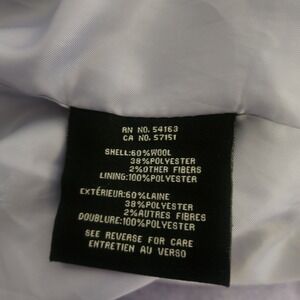 RN NO. 54163
CA NO. 57151
SHELL:60%WOOL
38%POLYESTER
2%OTHER FIBERS
LINING:100%POLYESTER
EXTÉRIEUR:60%LAINE
38%POLYESTER
2%AUTRES FIBRES
DOUBLURE:100%POLYESTER
SEE REVERSE FOR CARE
ENTRETIEN AU VERSO